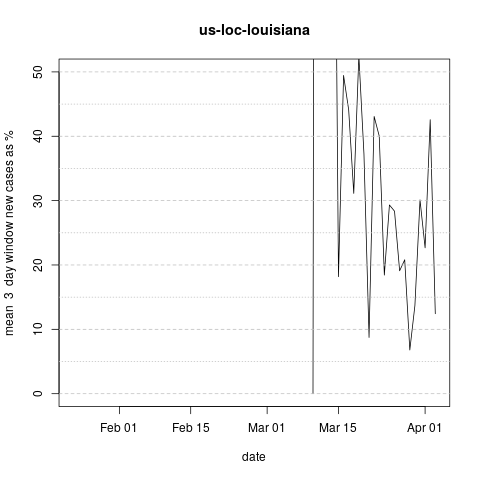 us-loc-louisiana
mean 3 day window new cases as %
50
40
30
20
10
0
Feb 01 Feb 15 Mar 01 Mar 15 Apr 01
date